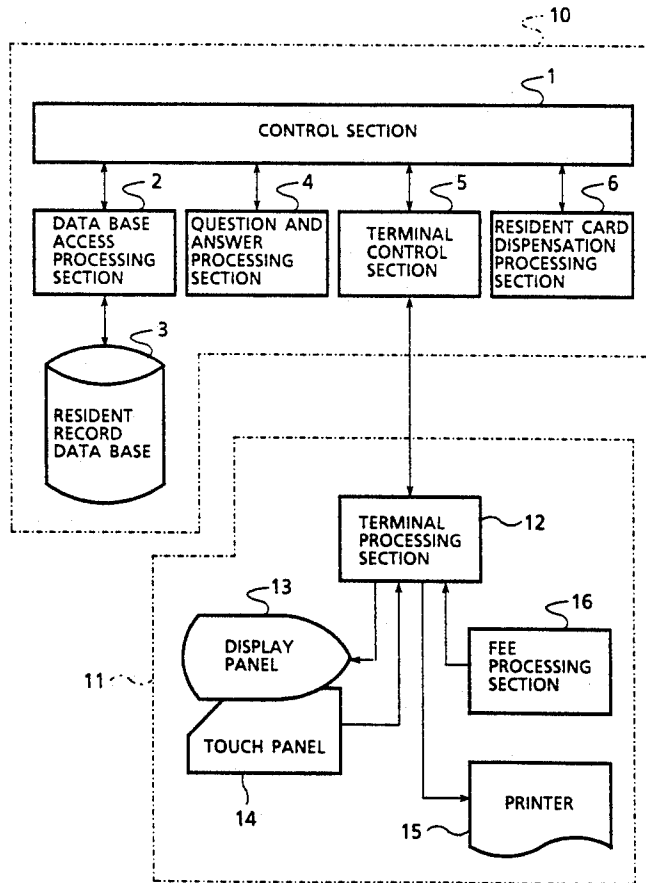 10
1
CONTROL SECTION
2
4
5
6
DATA BASE
ACCESS
PROCESSING
SECTION
QUESTION AND
ANSWER
PROCESSING
SECTION
TERMINAL
CONTROL
SECTION
RESIDENT CARD
DISPENSATION
PROCESSING
SECTION
3
RESIDENT
RECORD
DATA BASE
TERMINAL
PROCESSING
SECTION
12
13
16
DISPLAY
PANEL
FEE
PROCESSING
SECTION
11
TOUCH PANEL
14
PRINTER
15